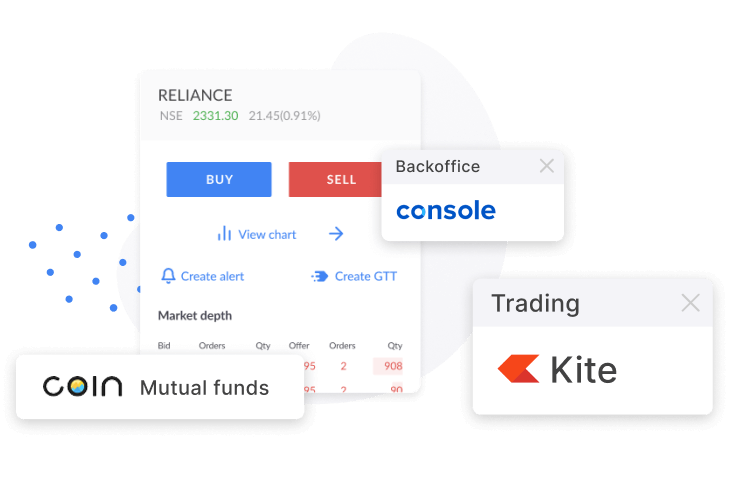 RELIANCE
NSE 2331.30 21.45(0.91%)
BUY SELL
Backoffice
console
View chart
Create alert Create GTT
Trading
Market depth
Bid Orders Qty Offer Orders Qty
95 2 908
Kite
COIN Mutual funds
95 2 90